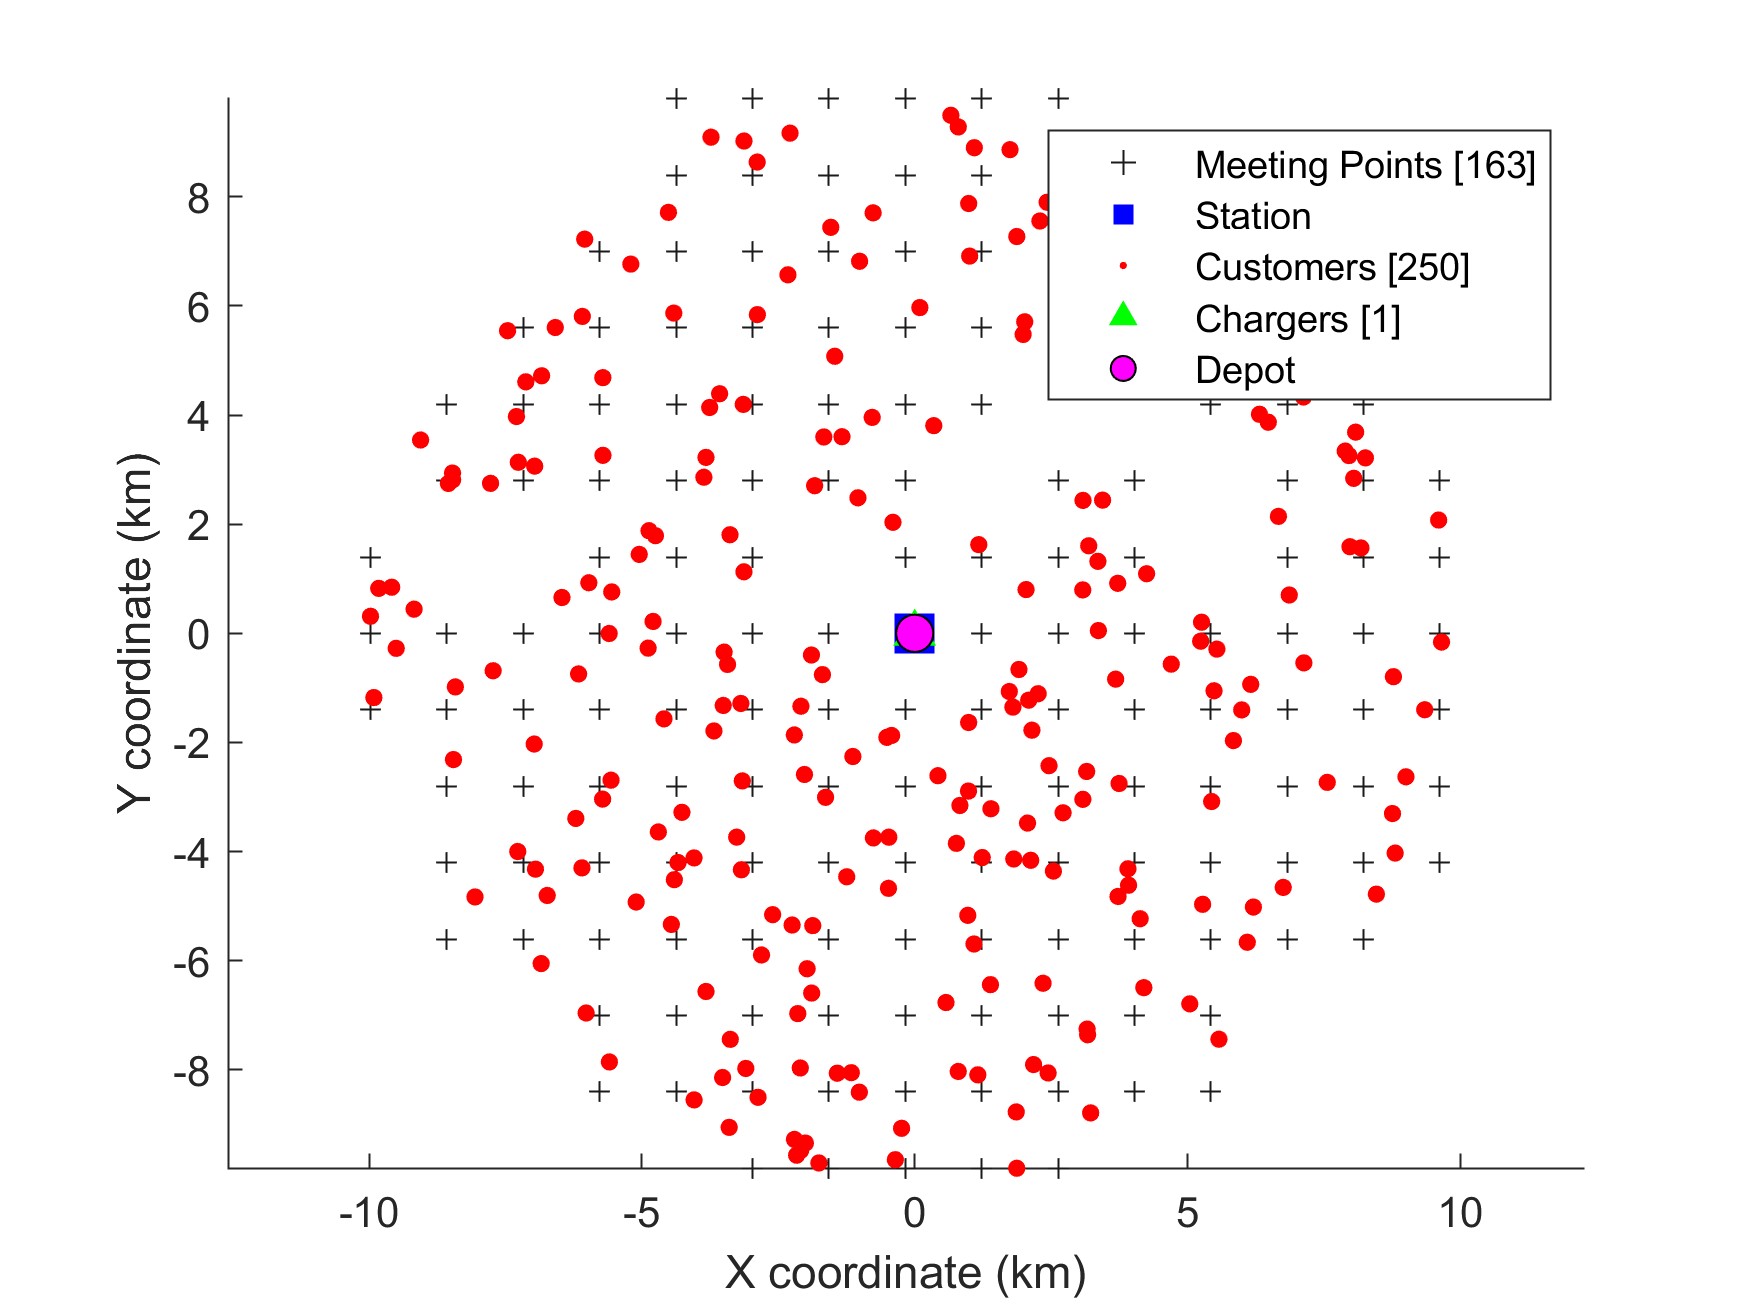 Meeting Points [163]
Station
Customers [250]
Chargers [1]
Depot
8
6
4
2
0
-2
-4
-6
-8
Y coordinate (km)
-10 -5 0 5 10
X coordinate (km)